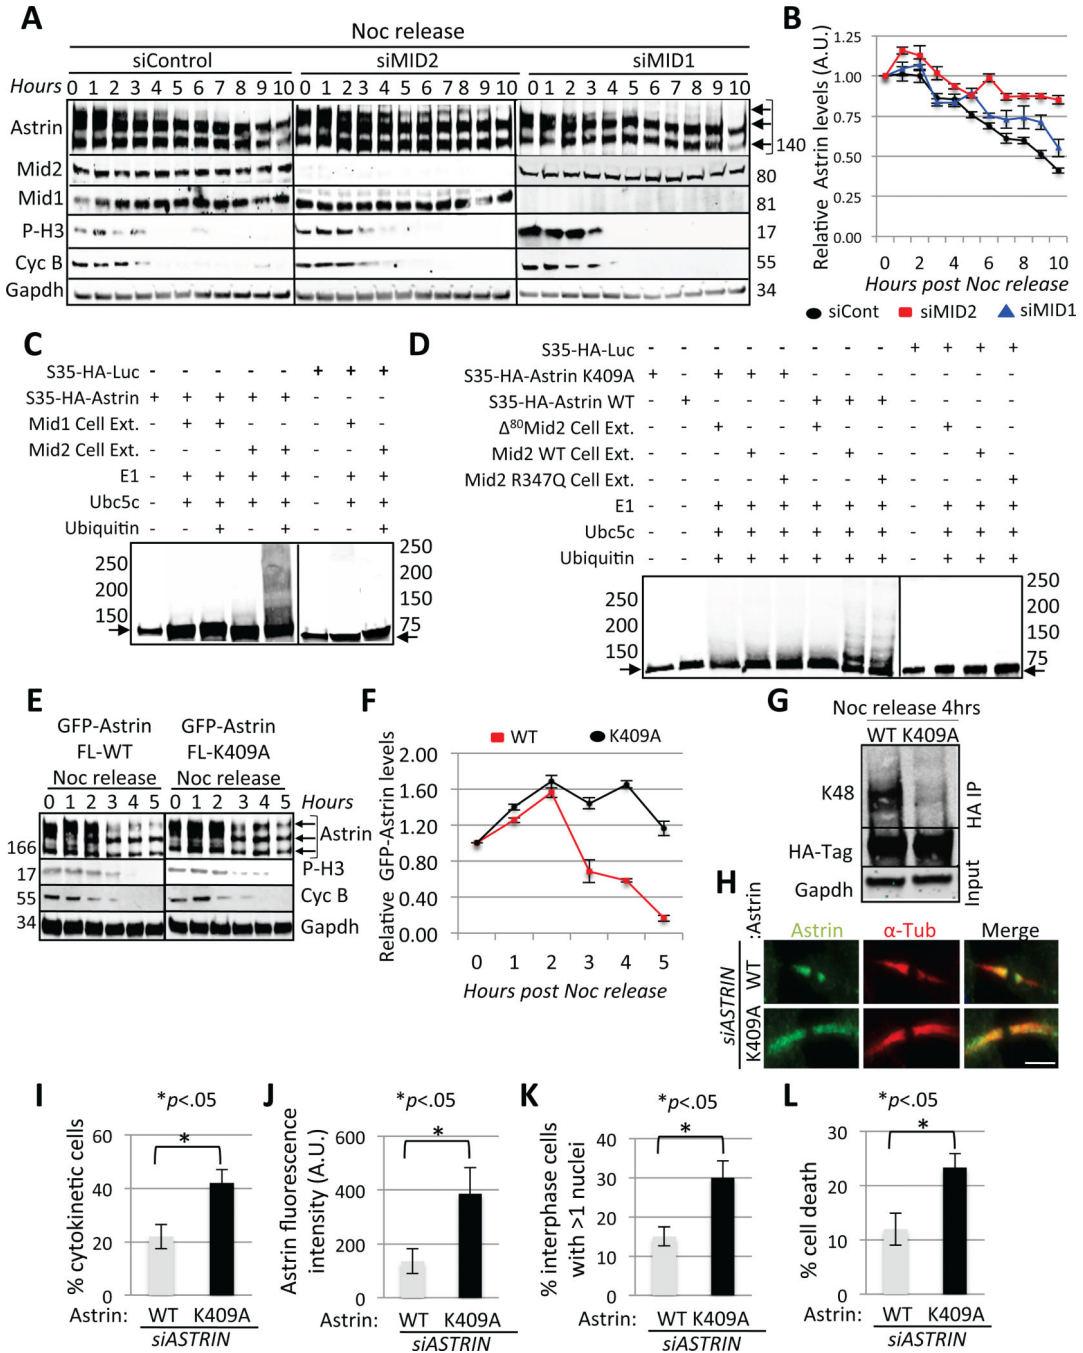 A
Noc release
siControl siMID2 siMID1
Hours 0 1 2 3 4 5 6 7 8 9 10 0 1 2 3 4 5 6 7 8 9 10 0 1 2 3 4 5 6 7 8 9 10
Astrin 140
Mid2 80
Mid1 81
P-H3 17
Cyc B 55
Gapdh 34
B
Relative Astrin levels (A.U.)
1.25
1.00
0.75
0.50
0.25
0.00
0 2 4 6 8 10
Hours post Noc release
siCont siMID2 siMID1
C
S35-HA-Luc - - - - - + + +
S35-HA-Astrin + + + + + - - -
Mid1 Cell Ext. - + + - - - + -
Mid2 Cell Ext. - - - + + - - +
E1 - + + + + - + +
Ubc5c - + + + + - + +
Ubiquitin - - + - + - + +
250 250
200 200
150 150
75
D
S35-HA-Luc - - - - - - - - + + + +
S35-HA-Astrin K409A + - + + + - - - - - - -
S35-HA-Astrin WT - + - - - + + + - - - -
Δ80Mid2 Cell Ext. - - + - - + - - - + - -
Mid2 WT Cell Ext. - - - + - - + - - - + -
Mid2 R347Q Cell Ext. - - - - + - - + - - - +
E1 - - + + + + + + - + + +
Ubc5c - - + + + + + + - + + +
Ubiquitin - - + + + + + + - + + +
250 250
200 200
150 150
75
E
GFP-Astrin GFP-Astrin
FL-WT FL-K409A
Noc release Noc release
0 1 2 3 4 5 0 1 2 3 4 5 Hours
166 Astrin
17 P-H3
55 Cyc B
34 Gapdh
F
WT K409A
Relative GFP-Astrin levels
2.00
1.60
1.20
0.80
0.40
0.00
0 1 2 3 4 5
Hours post Noc release
G
Noc release 4hrs
WT K409A
K48 HA IP
HA-Tag
Gapdh Input
H
:Astrin
Astrin α-Tub Merge
siASTRIN
WT
K409A
I
*p<.05
*
% cytokinetic cells
60
40
20
0
Astrin: WT K409A
siASTRIN
J
*p<.05
*
Astrin fluorescence intensity (A.U.)
600
400
200
0
Astrin: WT K409A
siASTRIN
K
*p<.05
*
% interphase cells with >1 nuclei
40
30
20
10
0
Astrin: WT K409A
siASTRIN
L
*p<.05
*
% cell death
30
20
10
0
Astrin: WT K409A
siASTRIN